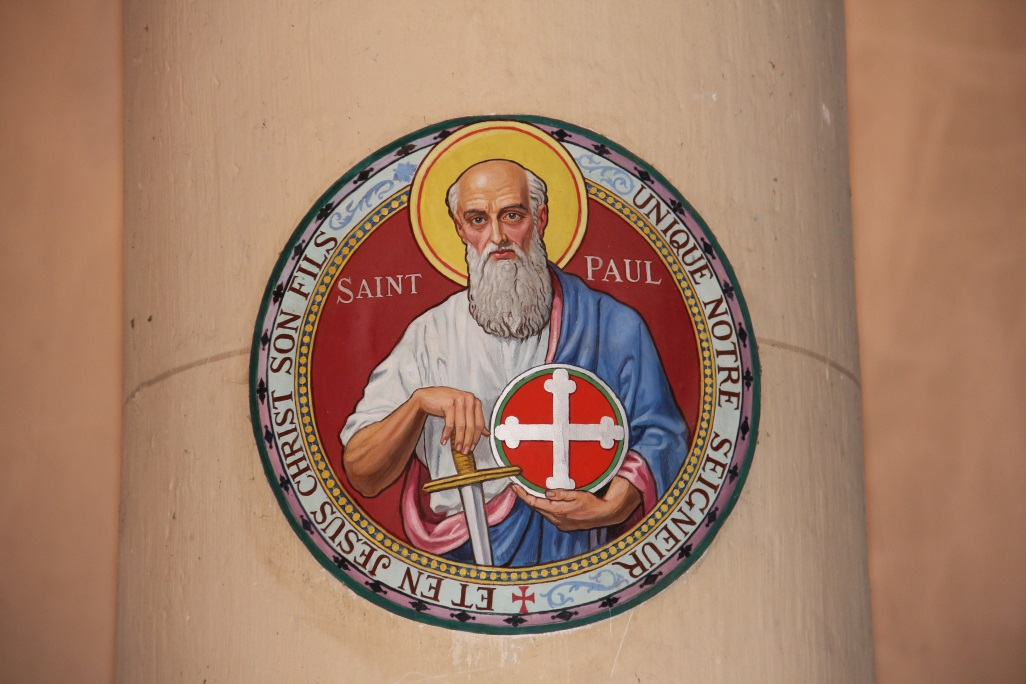 SAINT PAUL
✠ ET EN JESUS CHRIST SON FILS UNIQUE NOTRE SEIGNEUR